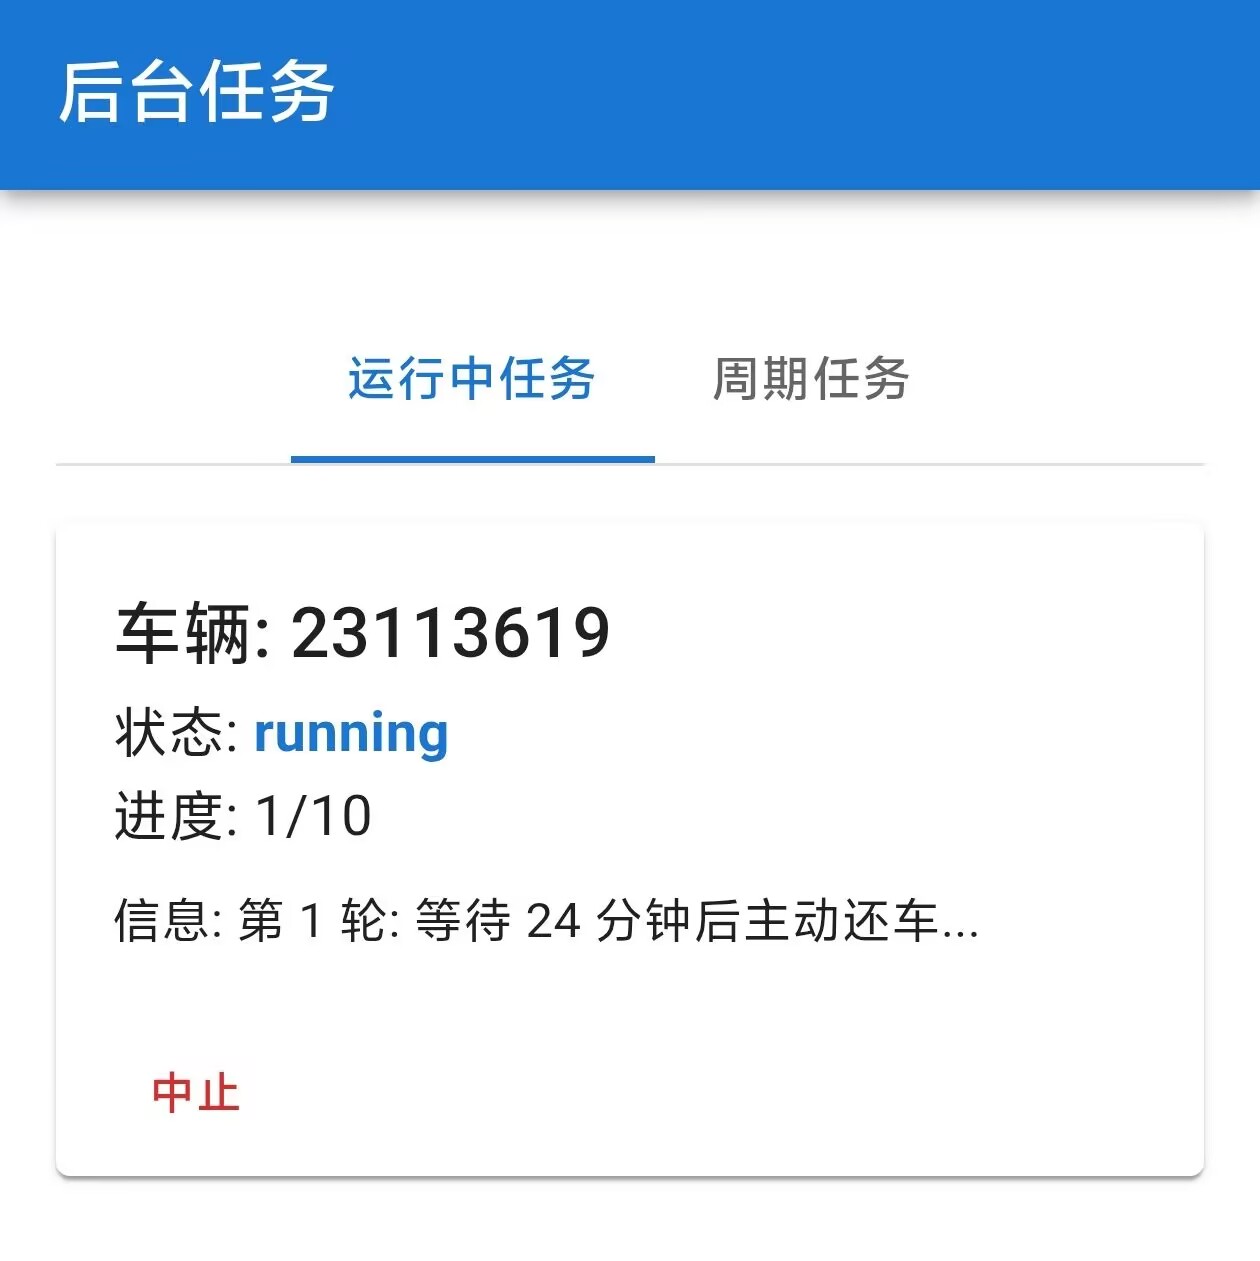 后台任务
运行中任务 周期任务
车辆: 23113619
状态: running
进度: 1/10
信息: 第 1 轮: 等待 24 分钟后主动还车...
中止